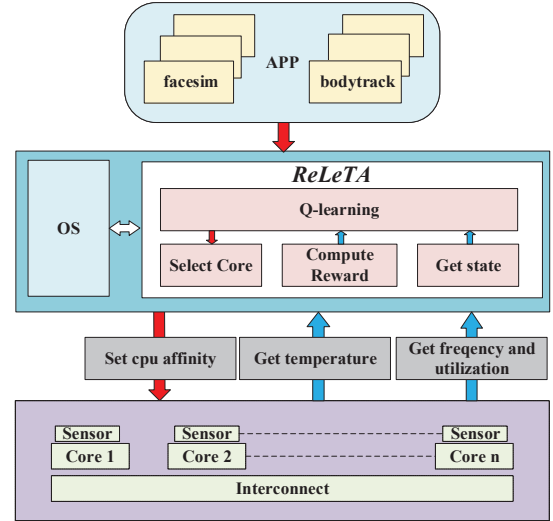 APP
facesim
bodytrack
ReLeTA
OS
Q-learning
Select Core
Compute
Reward
Get state
Set cpu affinity
Get temperature
Get freqency and
utilization
Sensor
Sensor
Sensor
Core 1
Core 2
Core n
Interconnect